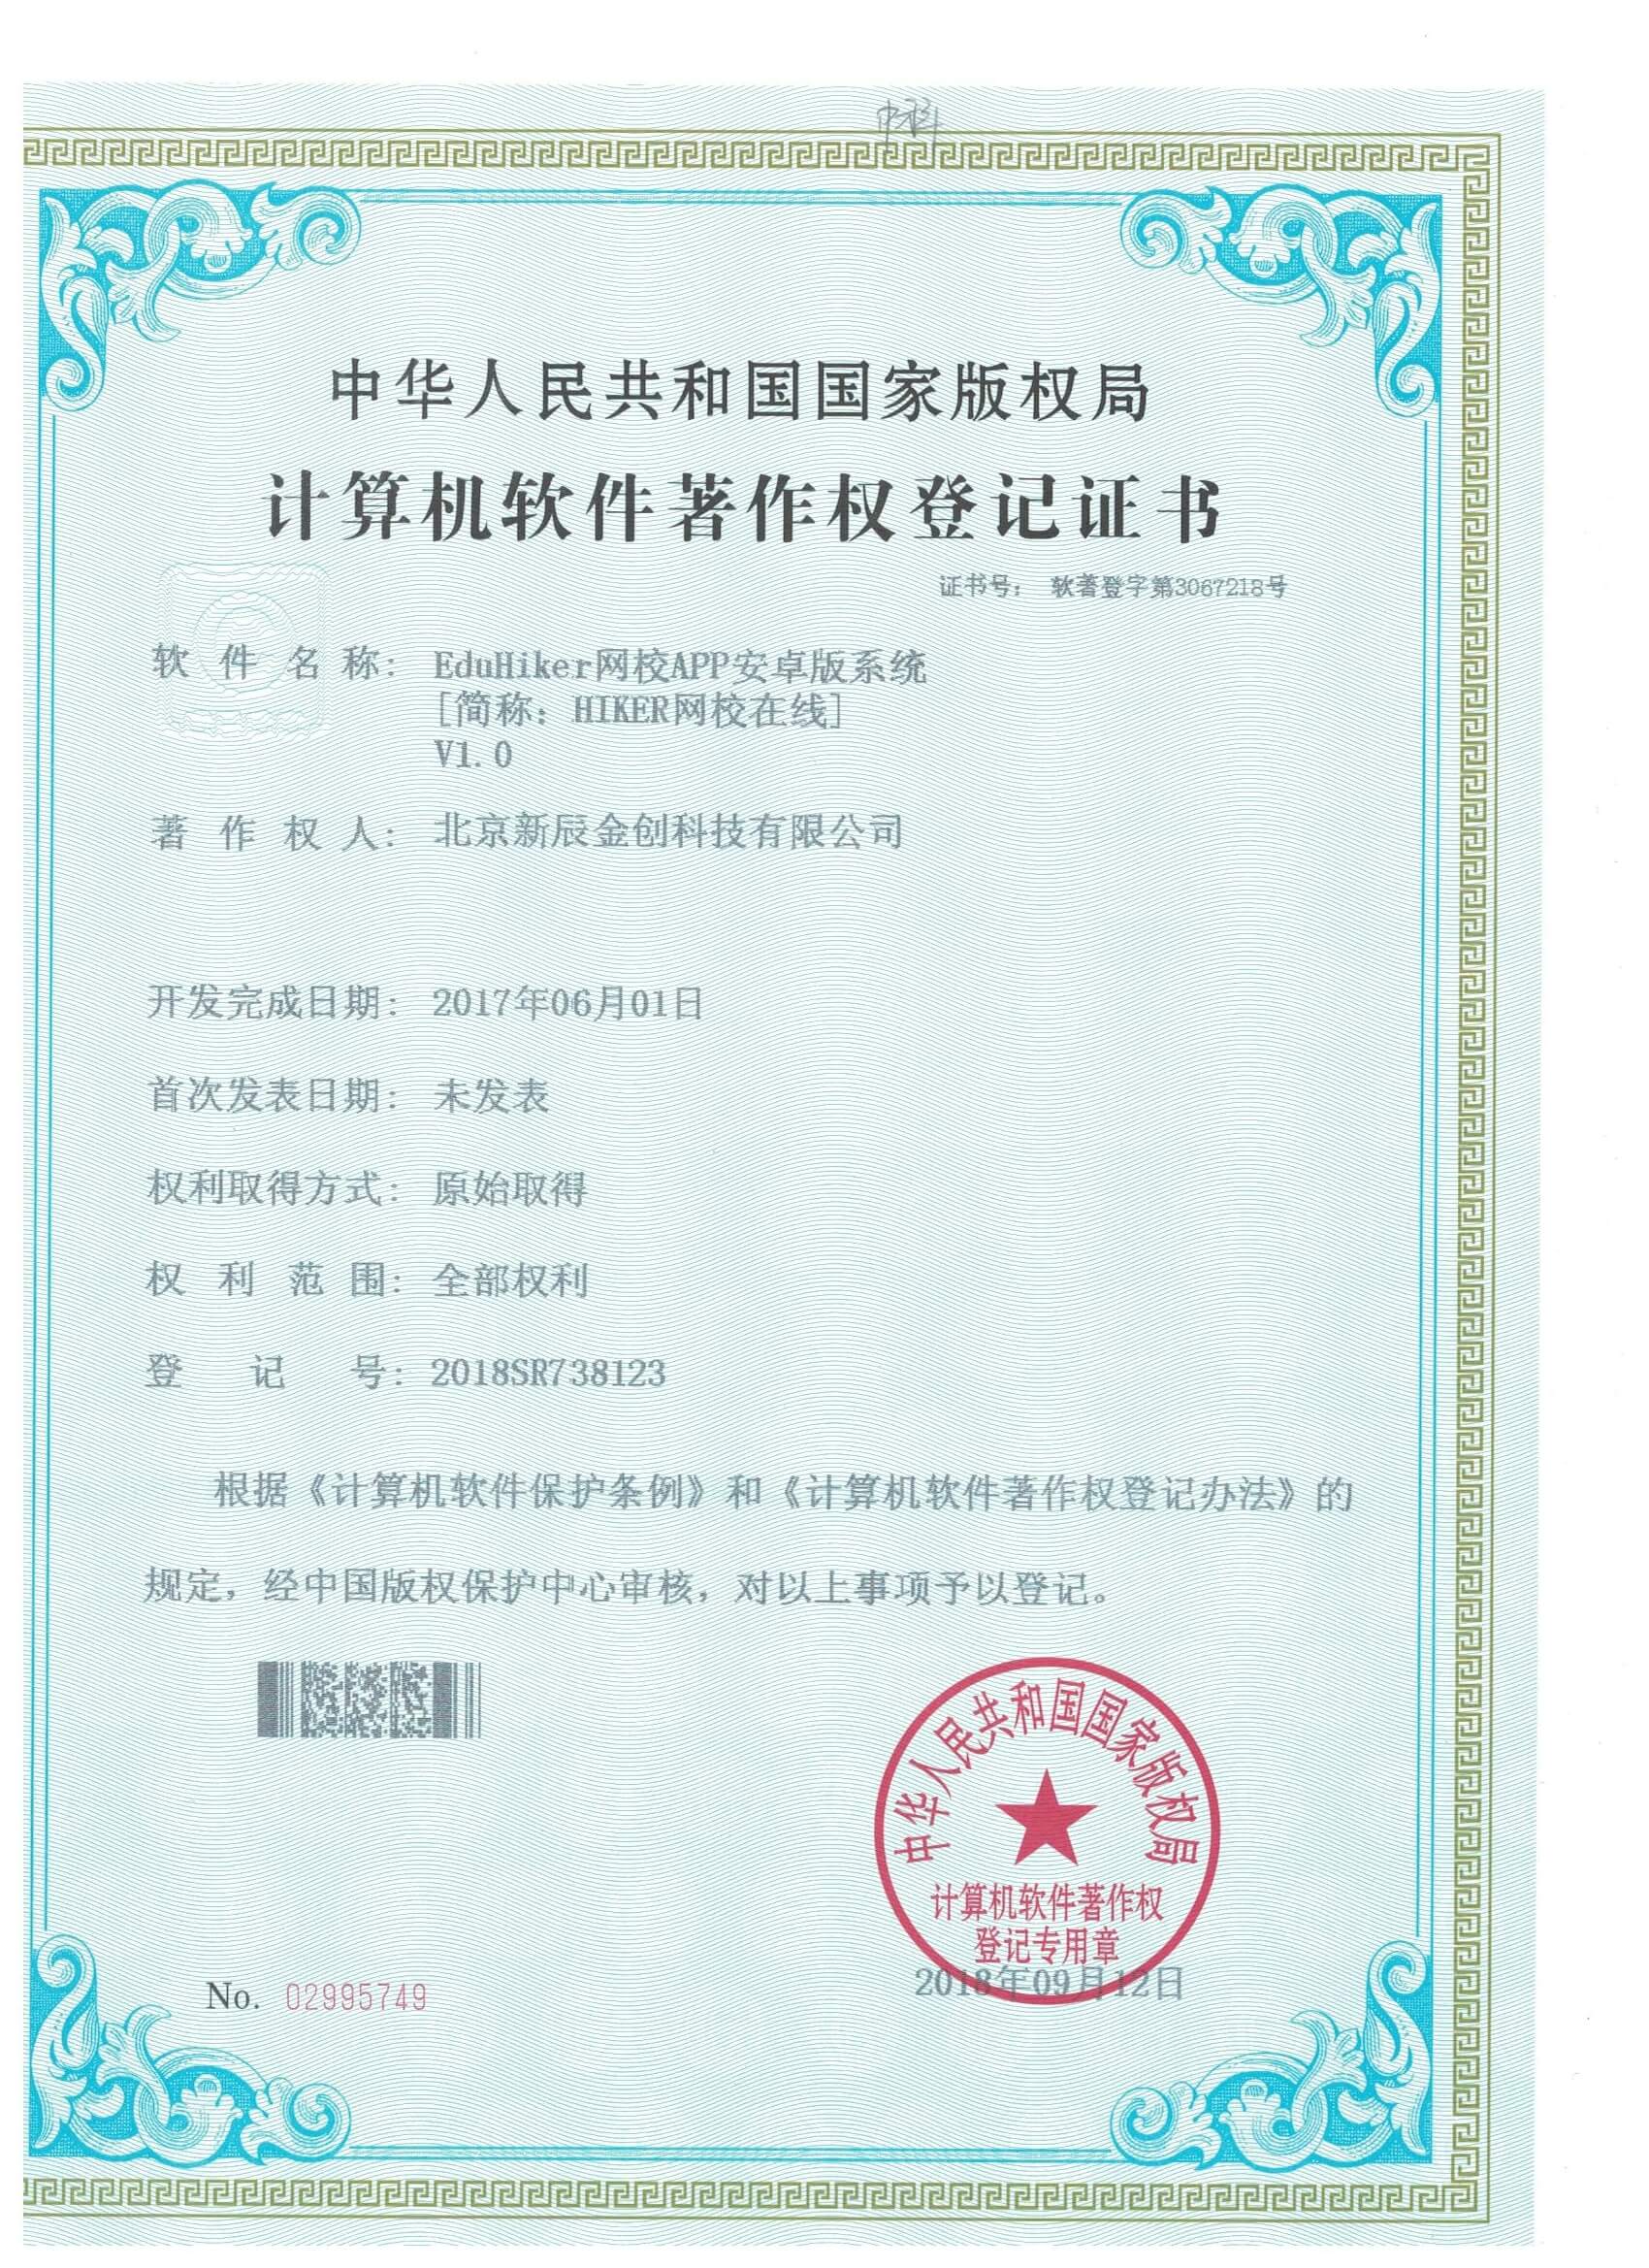 中科
中华人民共和国国家版权局
计算机软件著作权登记证书
证书号： 软著登字第3067218号
软件名称： EduHiker网校APP安卓版系统
[简称：HIKER网校在线]
V1.0
著作权人： 北京新辰金创科技有限公司
开发完成日期： 2017年06月01日
首次发表日期： 未发表
权利取得方式： 原始取得
权利范围： 全部权利
登记号： 2018SR738123
根据《计算机软件保护条例》和《计算机软件著作权登记办法》的
规定，经中国版权保护中心审核，对以上事项予以登记。
中华人民共和国国家版权局
计算机软件著作权
登记专用章
No. 02995749
2018年09月12日